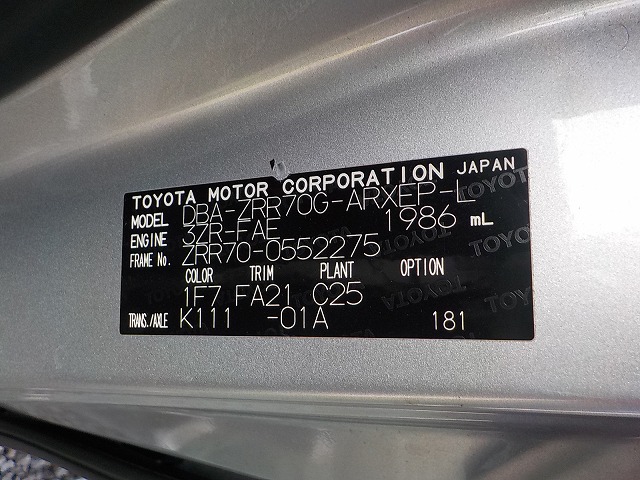 TOYOTA MOTOR CORPORATION JAPAN
MODEL DBA-ZRR70G-ARXEP-L
ENGINE 3ZR-FAE 1986 mL
FRAME No. ZRR70-0552275
COLOR TRIM PLANT OPTION
1F7 FA21 C25
TRANS./AXLE K111 -01A 181